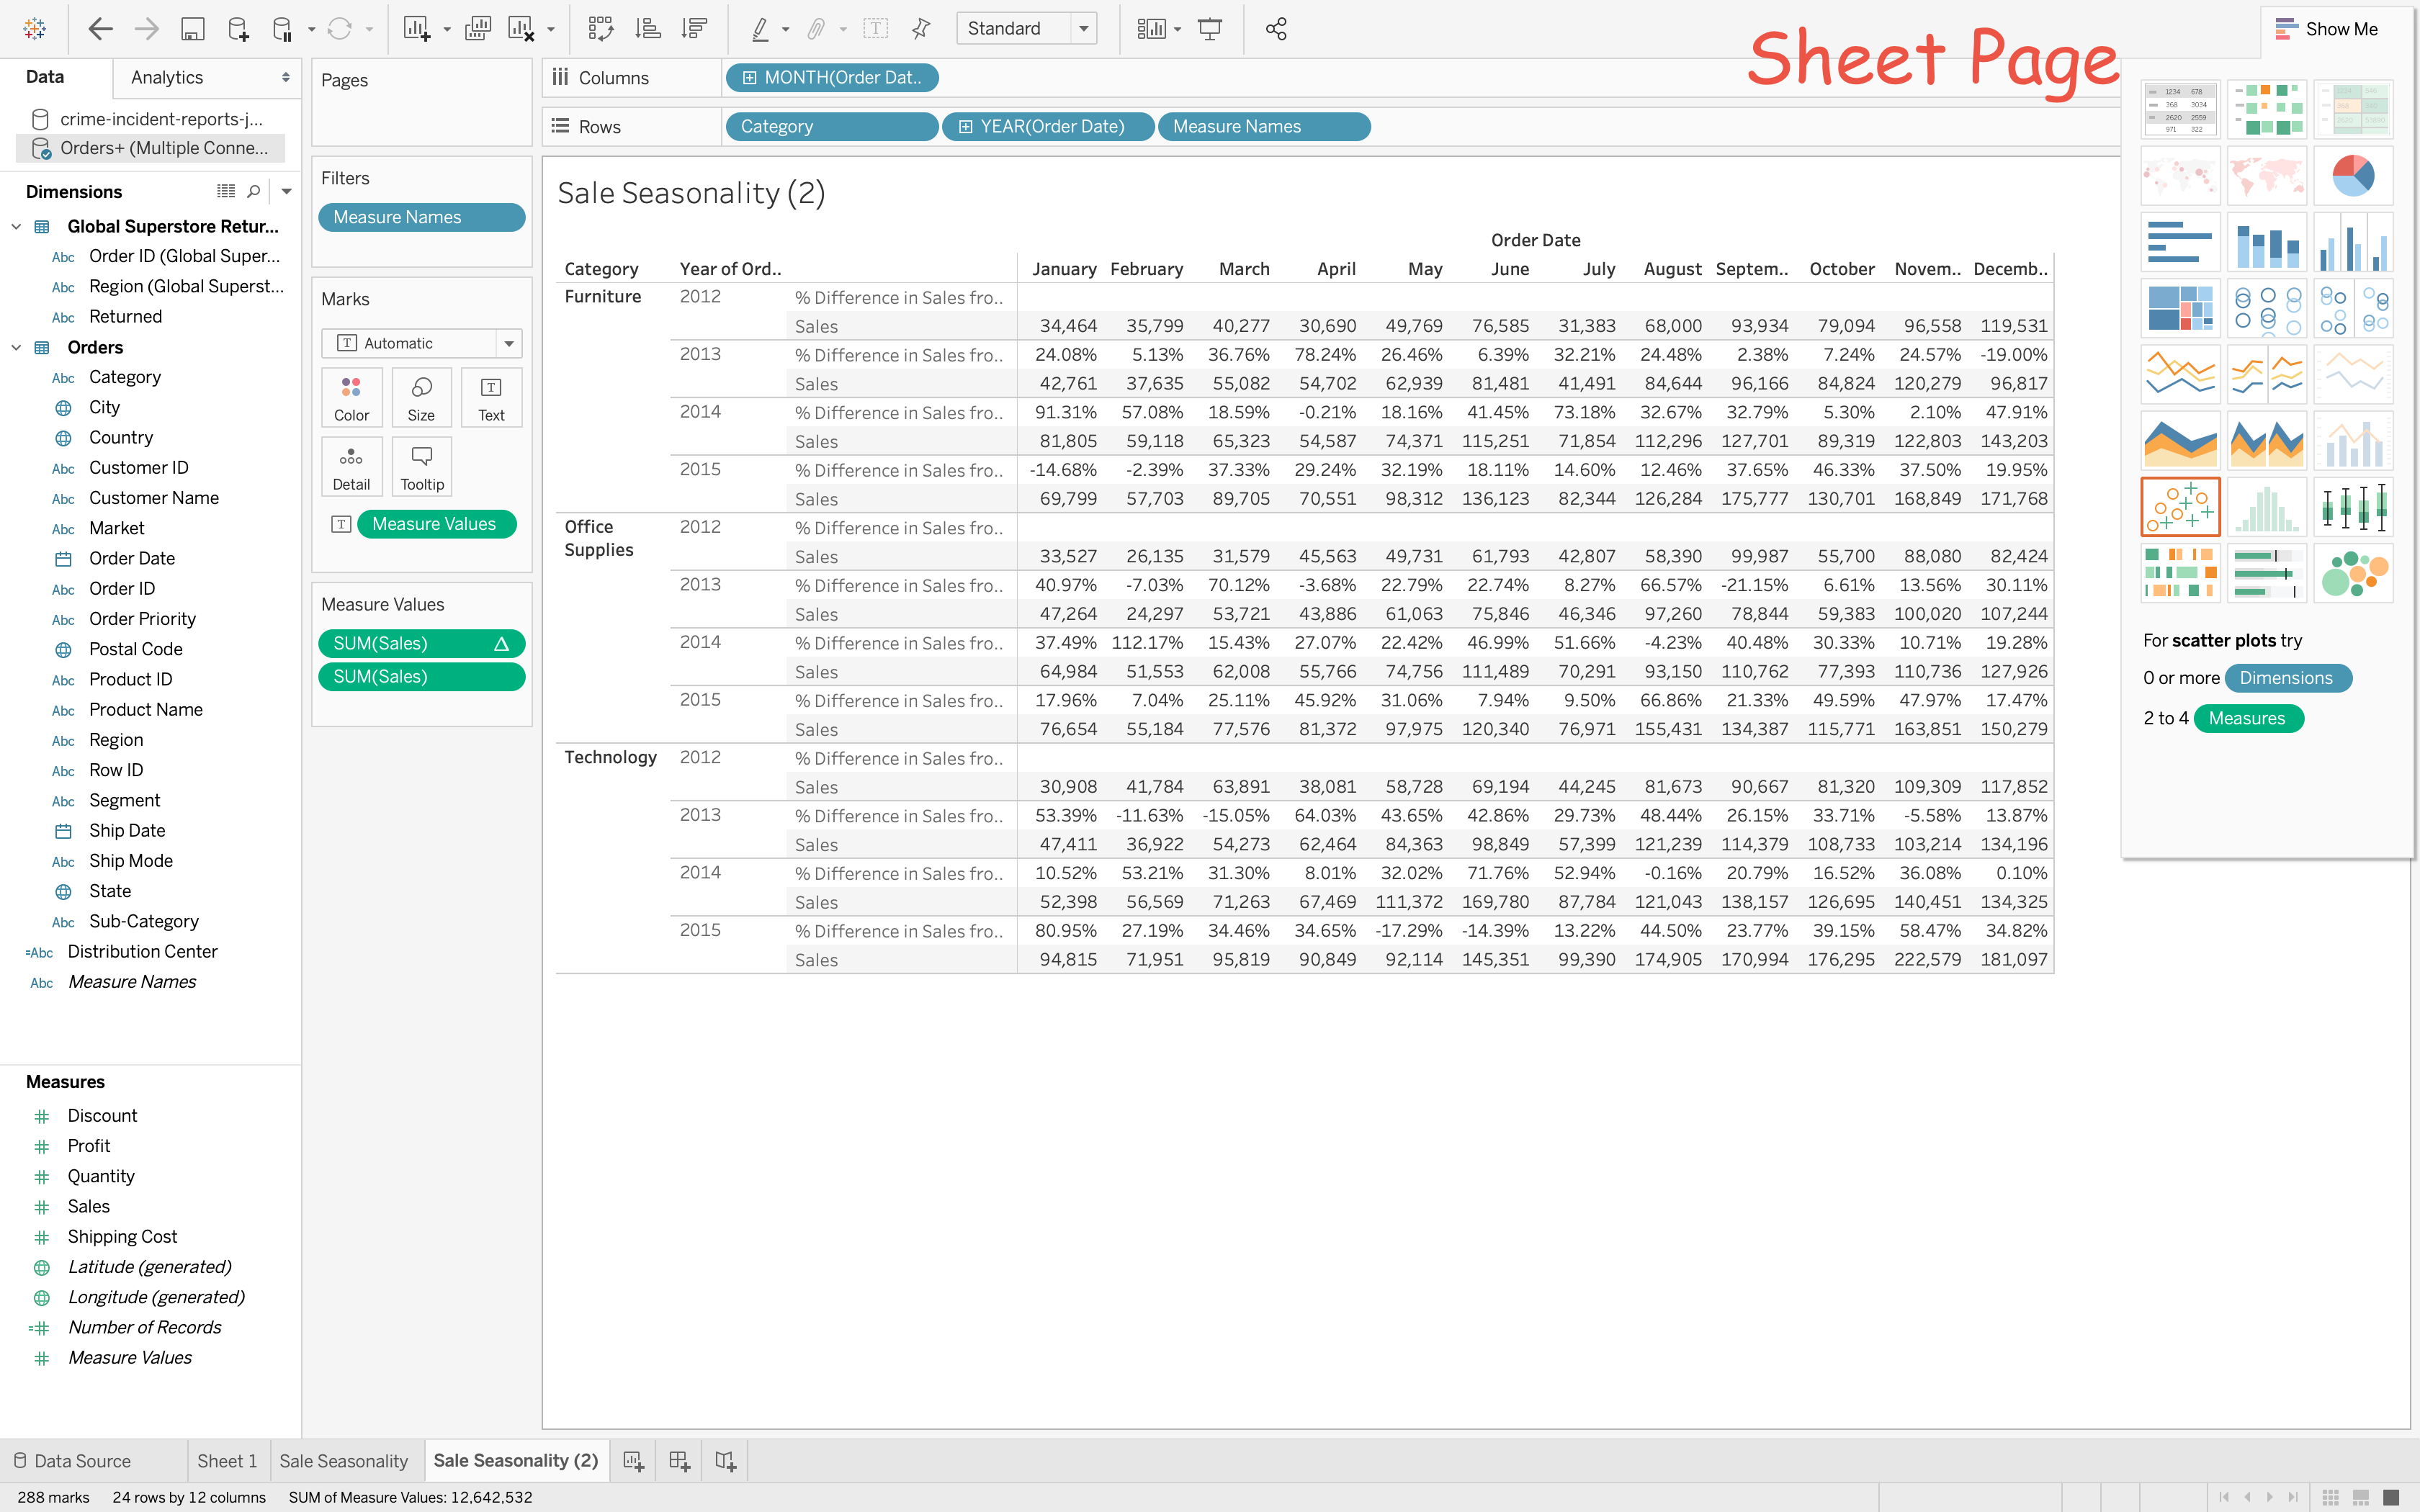 Standard
Sheet Page
Show Me
Data
Analytics
Pages
Columns
MONTH(Order Dat..
Rows
Category
YEAR(Order Date)
Measure Names
crime-incident-reports-j...
Orders+ (Multiple Conne...
Dimensions
Global Superstore Retur...
Abc Order ID (Global Super...
Abc Region (Global Superst...
Abc Returned
Orders
Abc Category
City
Country
Abc Customer ID
Abc Customer Name
Abc Market
Order Date
Abc Order ID
Abc Order Priority
Postal Code
Abc Product ID
Abc Product Name
Abc Region
Abc Row ID
Abc Segment
Ship Date
Abc Ship Mode
State
Abc Sub-Category
=Abc Distribution Center
Abc Measure Names
Measures
# Discount
# Profit
# Quantity
# Sales
# Shipping Cost
Latitude (generated)
Longitude (generated)
=# Number of Records
# Measure Values
Filters
Measure Names
Marks
T Automatic
Color Size Text
Detail Tooltip
T Measure Values
Measure Values
SUM(Sales) Δ
SUM(Sales)
Sale Seasonality (2)
Order Date
Category Year of Ord.. January February March April May June July August Septem.. October Novem.. Decemb..
Furniture 2012 % Difference in Sales fro..
Sales 34,464 35,799 40,277 30,690 49,769 76,585 31,383 68,000 93,934 79,094 96,558 119,531
2013 % Difference in Sales fro.. 24.08% 5.13% 36.76% 78.24% 26.46% 6.39% 32.21% 24.48% 2.38% 7.24% 24.57% -19.00%
Sales 42,761 37,635 55,082 54,702 62,939 81,481 41,491 84,644 96,166 84,824 120,279 96,817
2014 % Difference in Sales fro.. 91.31% 57.08% 18.59% -0.21% 18.16% 41.45% 73.18% 32.67% 32.79% 5.30% 2.10% 47.91%
Sales 81,805 59,118 65,323 54,587 74,371 115,251 71,854 112,296 127,701 89,319 122,803 143,203
2015 % Difference in Sales fro.. -14.68% -2.39% 37.33% 29.24% 32.19% 18.11% 14.60% 12.46% 37.65% 46.33% 37.50% 19.95%
Sales 69,799 57,703 89,705 70,551 98,312 136,123 82,344 126,284 175,777 130,701 168,849 171,768
Office Supplies 2012 % Difference in Sales fro..
Sales 33,527 26,135 31,579 45,563 49,731 61,793 42,807 58,390 99,987 55,700 88,080 82,424
2013 % Difference in Sales fro.. 40.97% -7.03% 70.12% -3.68% 22.79% 22.74% 8.27% 66.57% -21.15% 6.61% 13.56% 30.11%
Sales 47,264 24,297 53,721 43,886 61,063 75,846 46,346 97,260 78,844 59,383 100,020 107,244
2014 % Difference in Sales fro.. 37.49% 112.17% 15.43% 27.07% 22.42% 46.99% 51.66% -4.23% 40.48% 30.33% 10.71% 19.28%
Sales 64,984 51,553 62,008 55,766 74,756 111,489 70,291 93,150 110,762 77,393 110,736 127,926
2015 % Difference in Sales fro.. 17.96% 7.04% 25.11% 45.92% 31.06% 7.94% 9.50% 66.86% 21.33% 49.59% 47.97% 17.47%
Sales 76,654 55,184 77,576 81,372 97,975 120,340 76,971 155,431 134,387 115,771 163,851 150,279
Technology 2012 % Difference in Sales fro..
Sales 30,908 41,784 63,891 38,081 58,728 69,194 44,245 81,673 90,667 81,320 109,309 117,852
2013 % Difference in Sales fro.. 53.39% -11.63% -15.05% 64.03% 43.65% 42.86% 29.73% 48.44% 26.15% 33.71% -5.58% 13.87%
Sales 47,411 36,922 54,273 62,464 84,363 98,849 57,399 121,239 114,379 108,733 103,214 134,196
2014 % Difference in Sales fro.. 10.52% 53.21% 31.30% 8.01% 32.02% 71.76% 52.94% -0.16% 20.79% 16.52% 36.08% 0.10%
Sales 52,398 56,569 71,263 67,469 111,372 169,780 87,784 121,043 138,157 126,695 140,451 134,325
2015 % Difference in Sales fro.. 80.95% 27.19% 34.46% 34.65% -17.29% -14.39% 13.22% 44.50% 23.77% 39.15% 58.47% 34.82%
Sales 94,815 71,951 95,819 90,849 92,114 145,351 99,390 174,905 170,994 176,295 222,579 181,097
1234 678
368 3034
2620 2559
971 322
For scatter plots try
0 or more Dimensions
2 to 4 Measures
Data Source
Sheet 1
Sale Seasonality
Sale Seasonality (2)
288 marks 24 rows by 12 columns SUM of Measure Values: 12,642,532